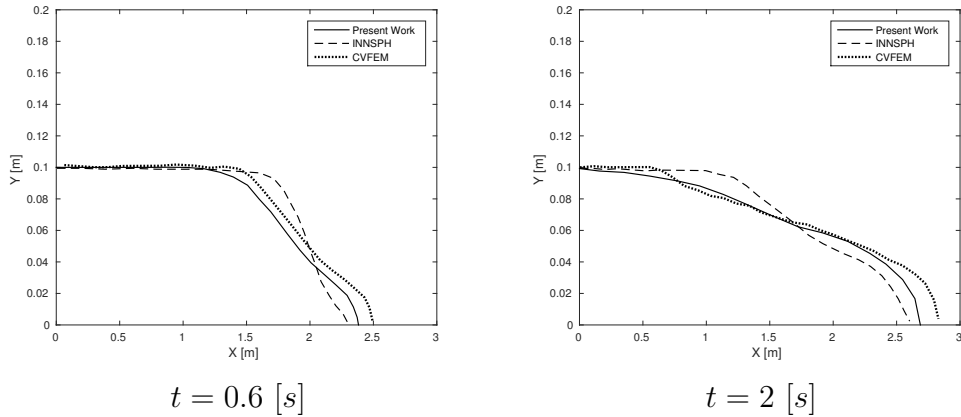 0.2
0.18
0.16
0.14
0.12
0.1
0.08
0.06
0.04
0.02
0
Y [m]
0 0.5 1 1.5 2 2.5 3
X [m]
Present Work
INNSPH
CVFEM
t = 0.6 [s]
0.2
0.18
0.16
0.14
0.12
0.1
0.08
0.06
0.04
0.02
0
Y [m]
0 0.5 1 1.5 2 2.5 3
X [m]
Present Work
INNSPH
CVFEM
t = 2 [s]